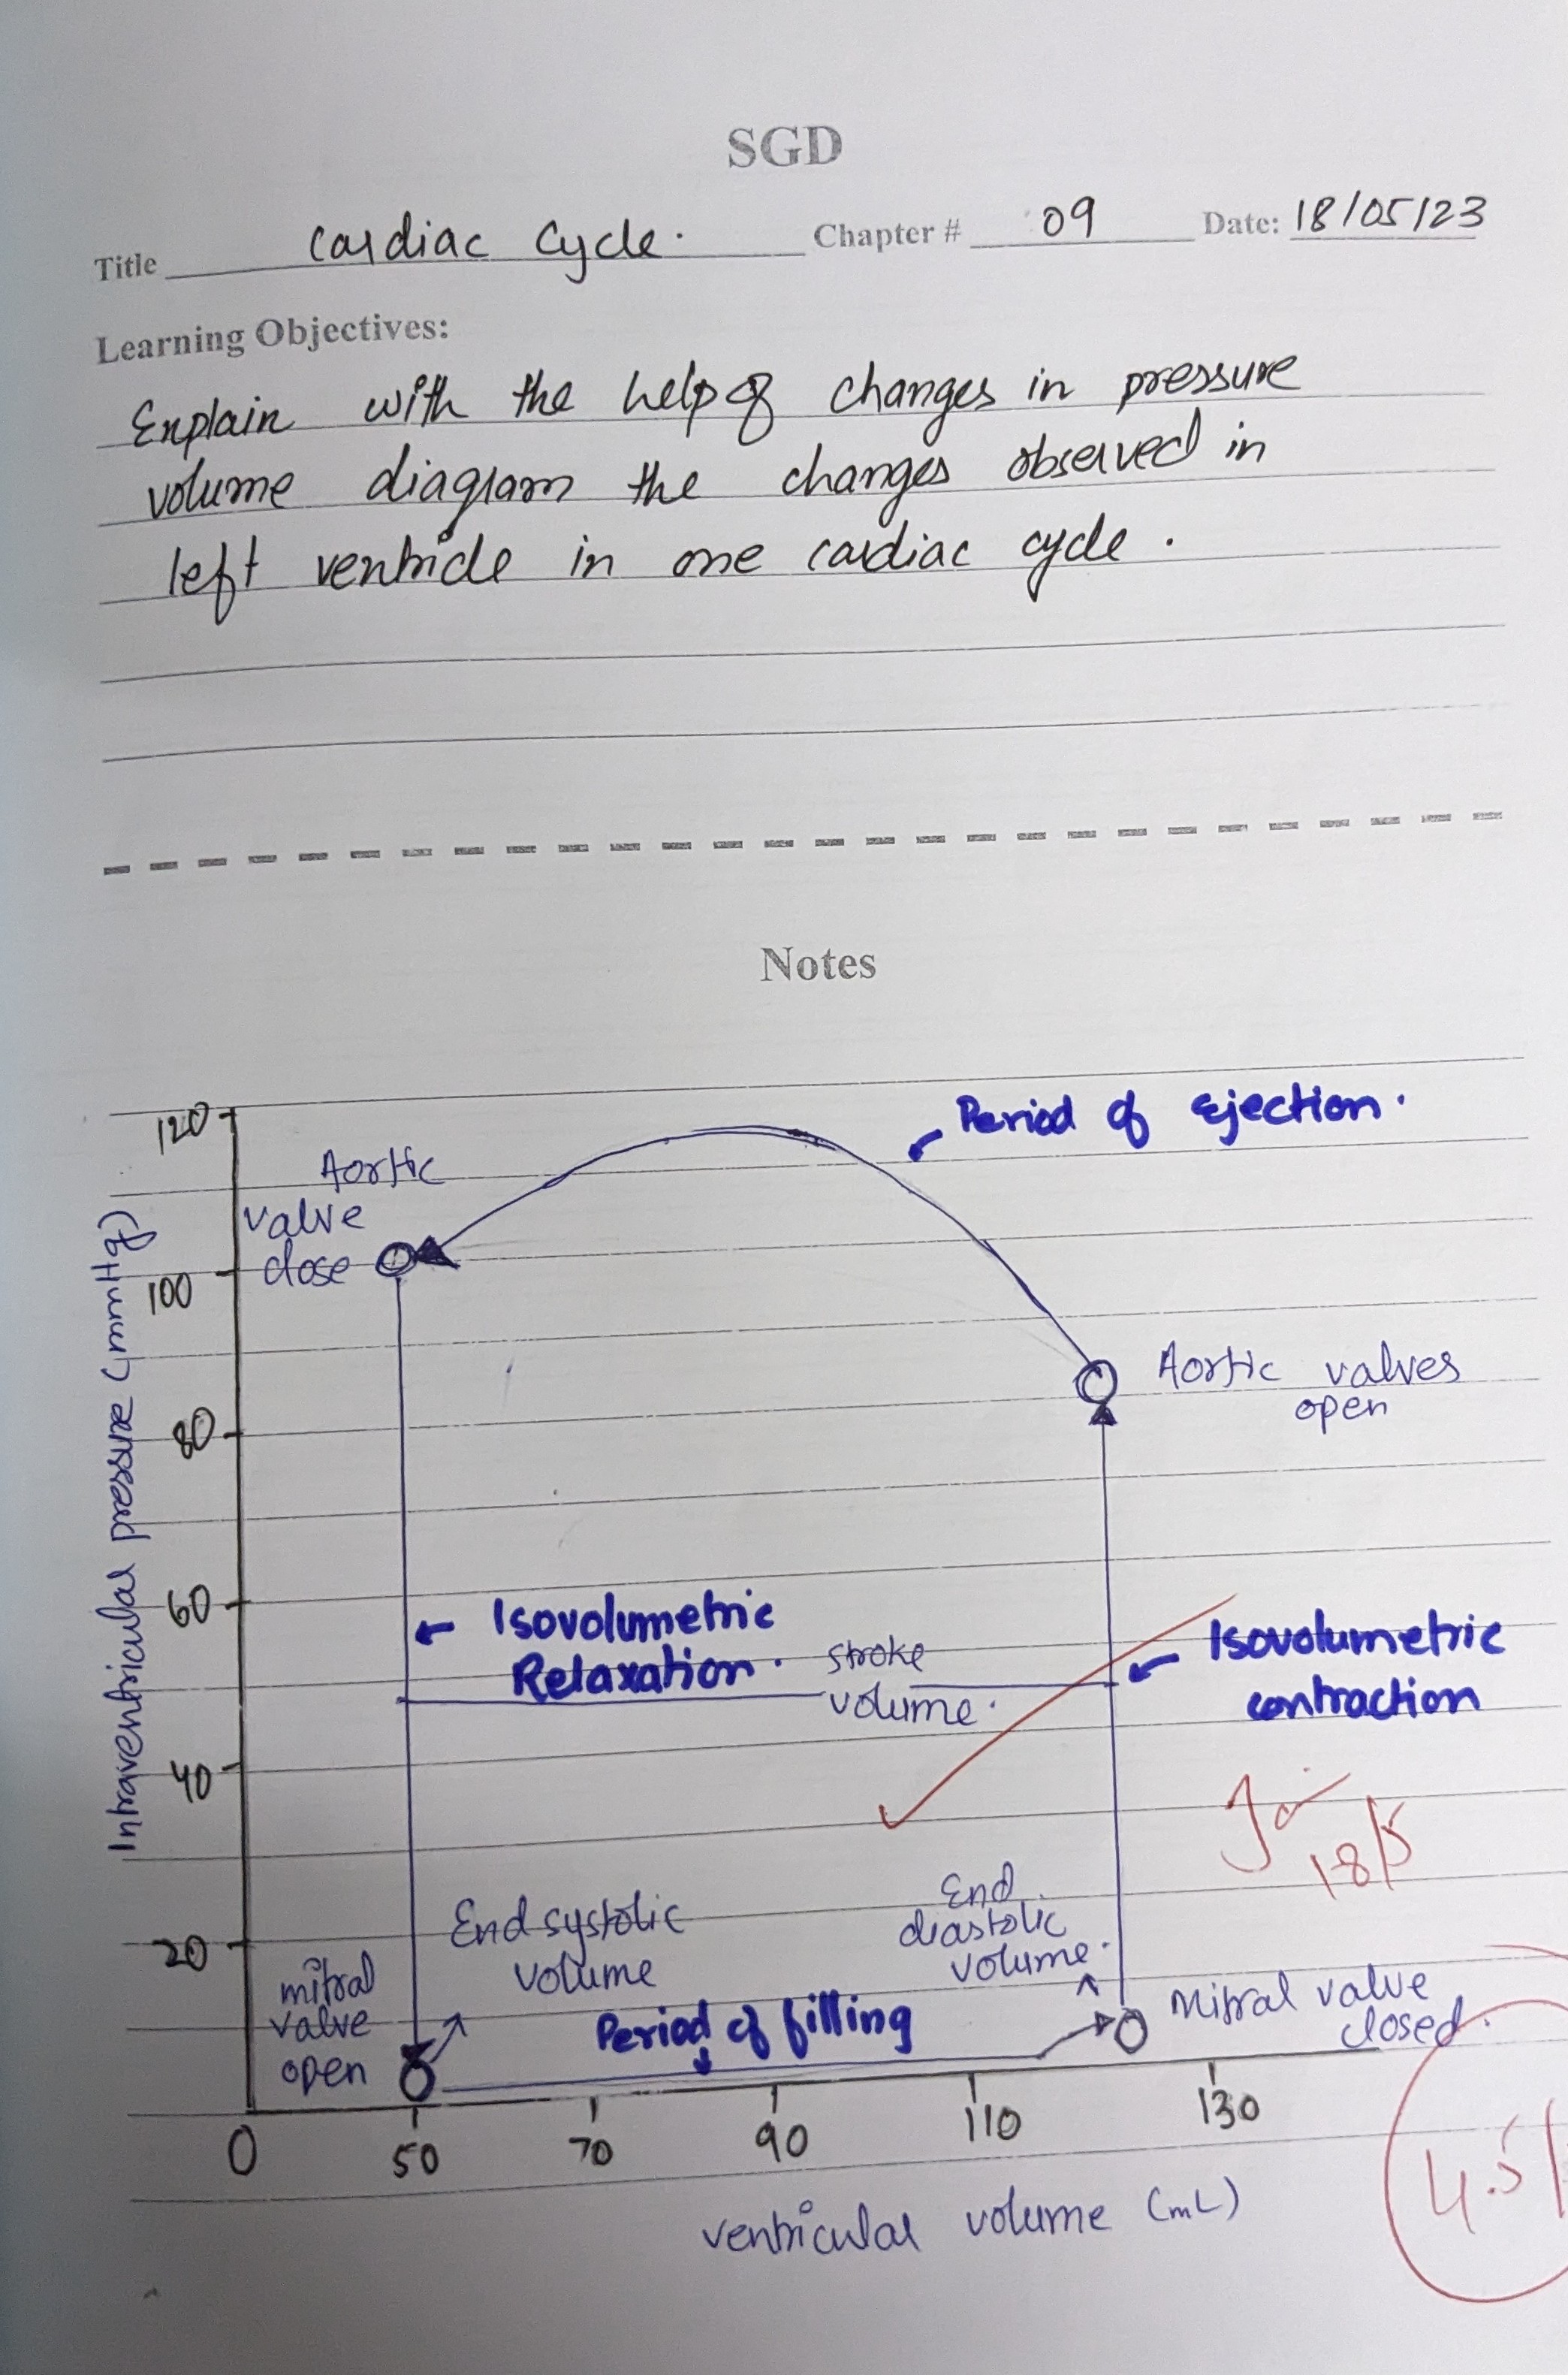 SGD
Title cardiac cycle. Chapter # 09 Date: 18/05/23
Learning Objectives:
Explain with the help of changes in pressure
volume diagram the changes observed in
left ventricle in one cardiac cycle.
Notes
Period of ejection.
120
Aortic
valve
close
100
Aortic valves
open
80
Intraventricular pressure (mmHg)
60
Isovolumetric
Relaxation.
stroke
volume.
Isovolumetric
contraction
40
18/5
End systolic
volume
End
diastolic
volume.
20
mitral
valve
open
Period of filling
Mitral valve
closed.
0 50 70 90 110 130
ventricular volume (mL)
4.5/